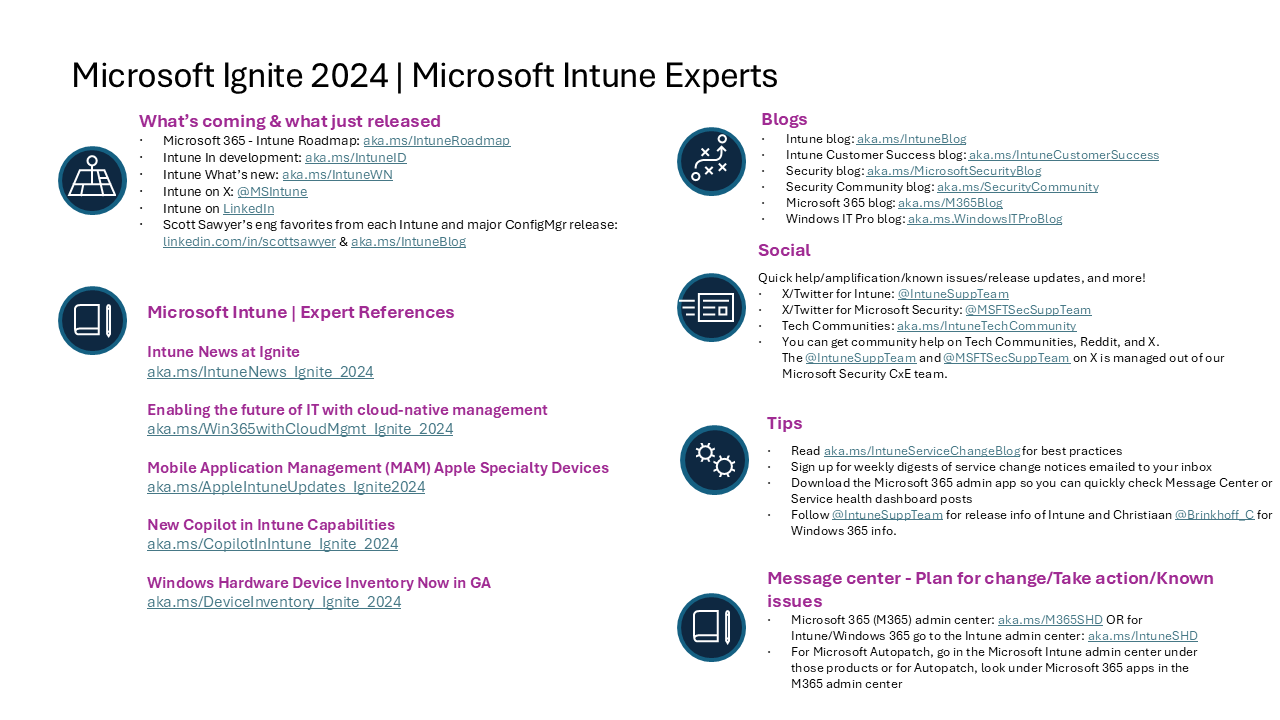 Microsoft Ignite 2024 | Microsoft Intune Experts
What's coming & what just released
· Microsoft 365 - Intune Roadmap: aka.ms/IntuneRoadmap
· Intune In development: aka.ms/IntuneID
· Intune What's new: aka.ms/IntuneWN
· Intune on X: @MSIntune
· Intune on LinkedIn
· Scott Sawyer's eng favorites from each Intune and major ConfigMgr release:
linkedin.com/in/scottsawyer & aka.ms/IntuneBlog
Microsoft Intune | Expert References
Intune News at Ignite
aka.ms/IntuneNews_Ignite_2024
Enabling the future of IT with cloud-native management
aka.ms/Win365withCloudMgmt_Ignite_2024
Mobile Application Management (MAM) Apple Specialty Devices
aka.ms/AppleIntuneUpdates_Ignite2024
New Copilot in Intune Capabilities
aka.ms/CopilotInIntune_Ignite_2024
Windows Hardware Device Inventory Now in GA
aka.ms/DeviceInventory_Ignite_2024
Blogs
· Intune blog: aka.ms/IntuneBlog
· Intune Customer Success blog: aka.ms/IntuneCustomerSuccess
· Security blog: aka.ms/MicrosoftSecurityBlog
· Security Community blog: aka.ms/SecurityCommunity
· Microsoft 365 blog: aka.ms/M365Blog
· Windows IT Pro blog: aka.ms.WindowsITProBlog
Social
Quick help/amplification/known issues/release updates, and more!
· X/Twitter for Intune: @IntuneSuppTeam
· X/Twitter for Microsoft Security: @MSFTSecSuppTeam
· Tech Communities: aka.ms/IntuneTechCommunity
· You can get community help on Tech Communities, Reddit, and X.
The @IntuneSuppTeam and @MSFTSecSuppTeam on X is managed out of our
Microsoft Security CxE team.
Tips
· Read aka.ms/IntuneServiceChangeBlog for best practices
· Sign up for weekly digests of service change notices emailed to your inbox
· Download the Microsoft 365 admin app so you can quickly check Message Center or
Service health dashboard posts
· Follow @IntuneSuppTeam for release info of Intune and Christiaan @Brinkhoff_C for
Windows 365 info.
Message center - Plan for change/Take action/Known
issues
· Microsoft 365 (M365) admin center: aka.ms/M365SHD OR for
Intune/Windows 365 go to the Intune admin center: aka.ms/IntuneSHD
· For Microsoft Autopatch, go in the Microsoft Intune admin center under
those products or for Autopatch, look under Microsoft 365 apps in the
M365 admin center